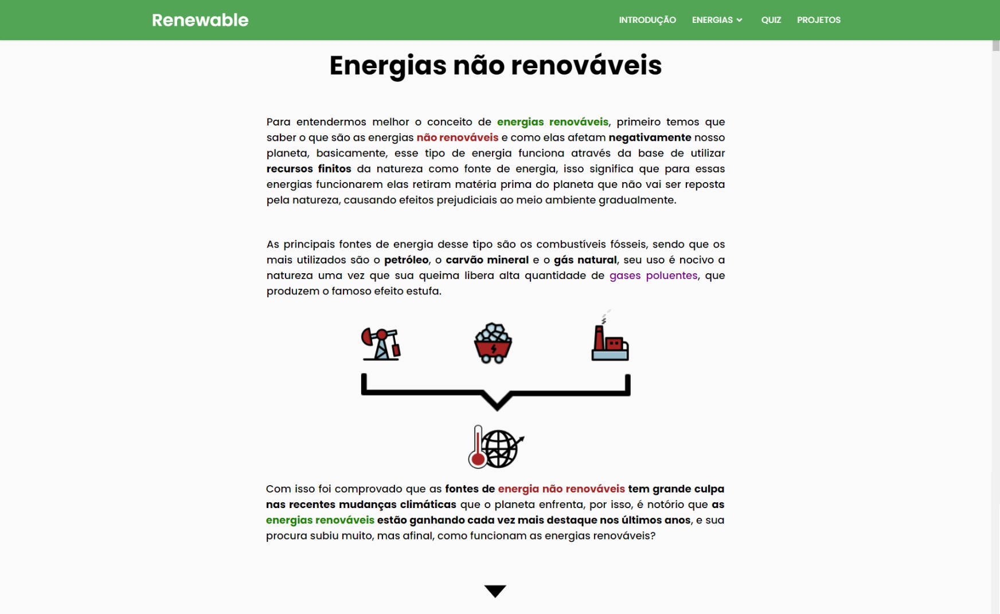 Renewable
INTRODUÇÃO ENERGIAS QUIZ PROJETOS
Energias não renováveis
Para entendermos melhor o conceito de energias renováveis, primeiro temos que
saber o que são as energias não renováveis e como elas afetam negativamente nosso
planeta, basicamente, esse tipo de energia funciona através da base de utilizar
recursos finitos da natureza como fonte de energia, isso significa que para essas
energias funcionarem elas retiram matéria prima do planeta que não vai ser reposta
pela natureza, causando efeitos prejudiciais ao meio ambiente gradualmente.
As principais fontes de energia desse tipo são os combustíveis fósseis, sendo que os
mais utilizados são o petróleo, o carvão mineral e o gás natural, seu uso é nocivo a
natureza uma vez que sua queima libera alta quantidade de gases poluentes, que
produzem o famoso efeito estufa.
Com isso foi comprovado que as fontes de energia não renováveis tem grande culpa
nas recentes mudanças climáticas que o planeta enfrenta, por isso, é notório que as
energias renováveis estão ganhando cada vez mais destaque nos últimos anos, e sua
procura subiu muito, mas afinal, como funcionam as energias renováveis?